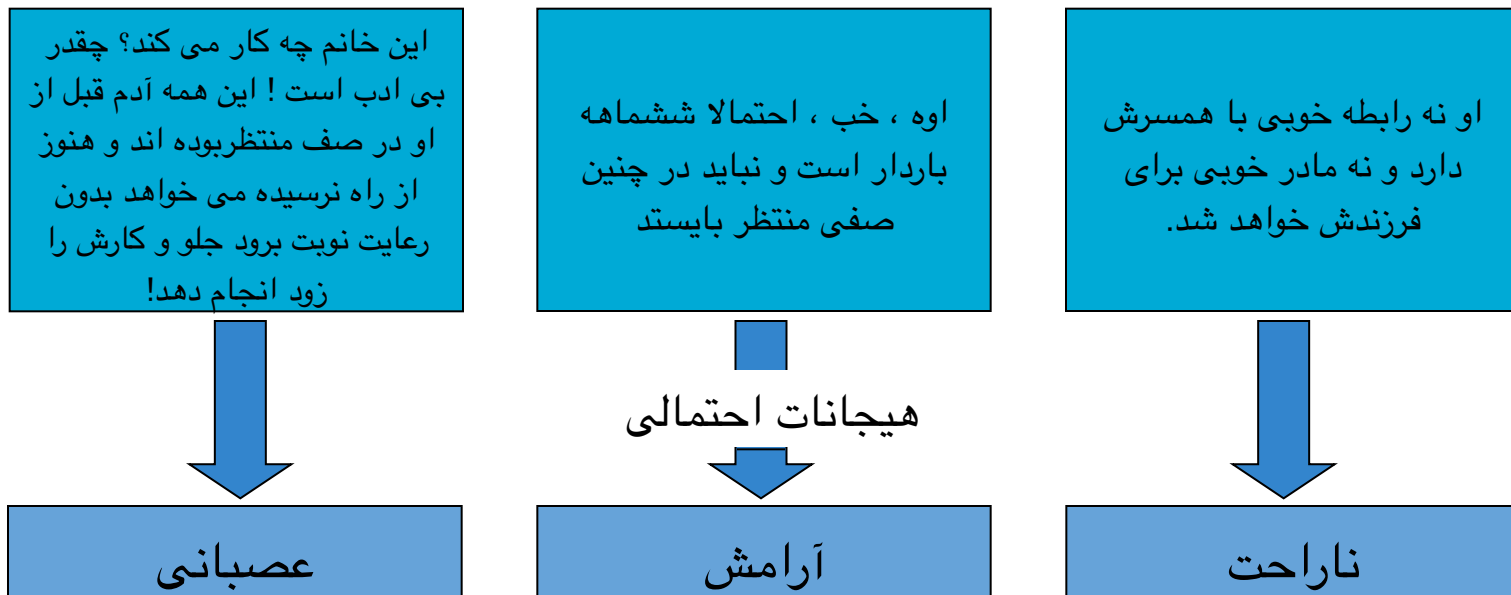 او نه رابطه خوبی با همسرش
دارد و نه مادر خوبی برای
فرزندش خواهد شد.
اوه ، خب ، احتمالا ششماهه
باردار است و نباید در چنین
صفی منتظر بایستد
این خانم چه کار می کند؟ چقدر
بی ادب است ! این همه آدم قبل از
او در صف منتظربوده اند و هنوز
از راه نرسیده می خواهد بدون
رعایت نوبت برود جلو و کارش را
زود انجام دهد!
هیجانات احتمالی
ناراحت
آرامش
عصبانی